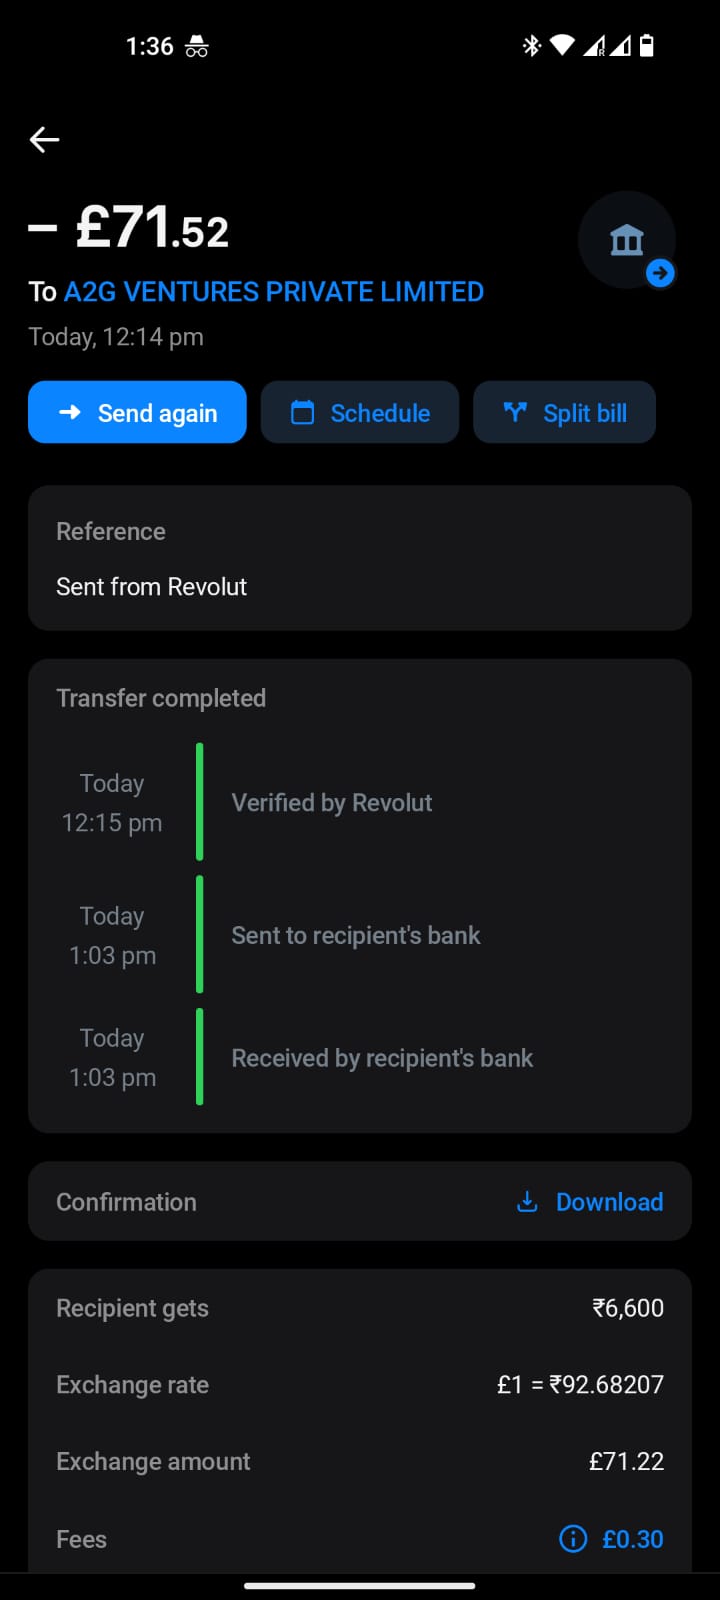 1:36
R
– £71.52
To A2G VENTURES PRIVATE LIMITED
Today, 12:14 pm
Send again
Schedule
Split bill
Reference
Sent from Revolut
Transfer completed
Today
12:15 pm
Verified by Revolut
Today
1:03 pm
Sent to recipient's bank
Today
1:03 pm
Received by recipient's bank
Confirmation
Download
Recipient gets
₹6,600
Exchange rate
£1 = ₹92.68207
Exchange amount
£71.22
Fees
£0.30